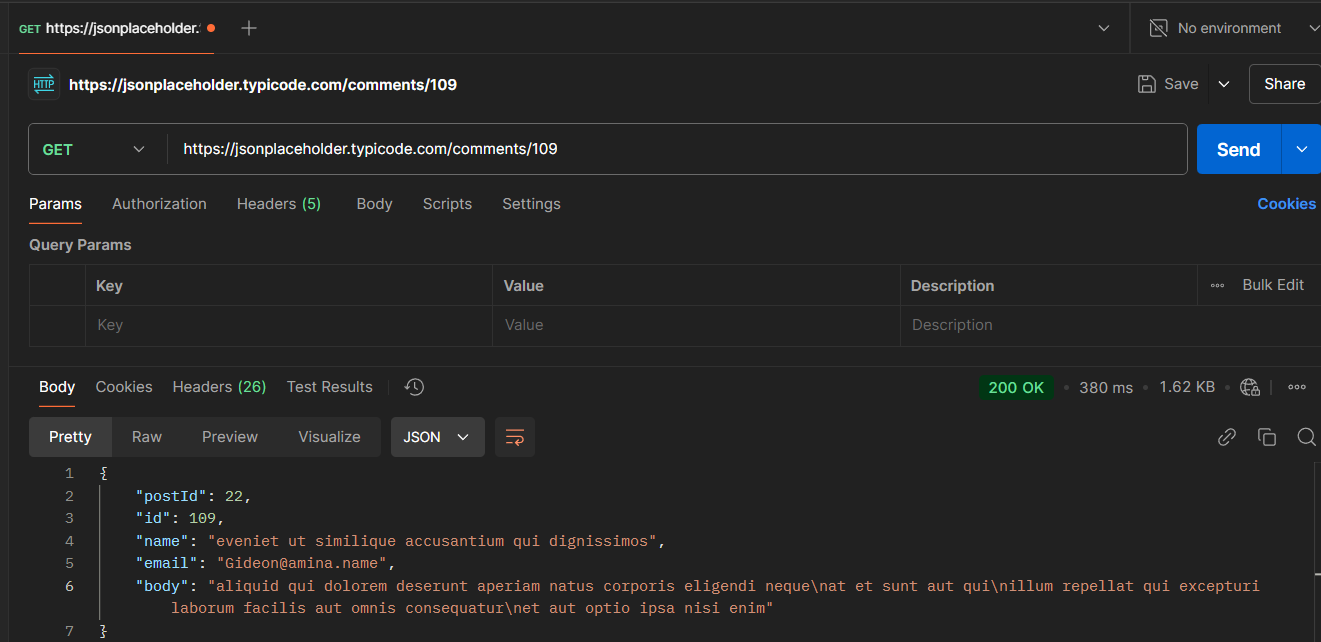 GET https://jsonplaceholder. No environment
HTTP https://jsonplaceholder.typicode.com/comments/109 Save Share
GET https://jsonplaceholder.typicode.com/comments/109 Send
Params Authorization Headers (5) Body Scripts Settings Cookies
Query Params
Key Value Description Bulk Edit
Key Value Description
Body Cookies Headers (26) Test Results 200 OK • 380 ms • 1.62 KB •
Pretty Raw Preview Visualize JSON
1 {
2 "postId": 22,
3 "id": 109,
4 "name": "eveniet ut similique accusantium qui dignissimos",
5 "email": "Gideon@amina.name",
6 "body": "aliquid qui dolorem deserunt aperiam natus corporis eligendi neque\nat et sunt aut qui\nillum repellat qui excepturi
laborum facilis aut omnis consequatur\net aut optio ipsa nisi enim"
7 }